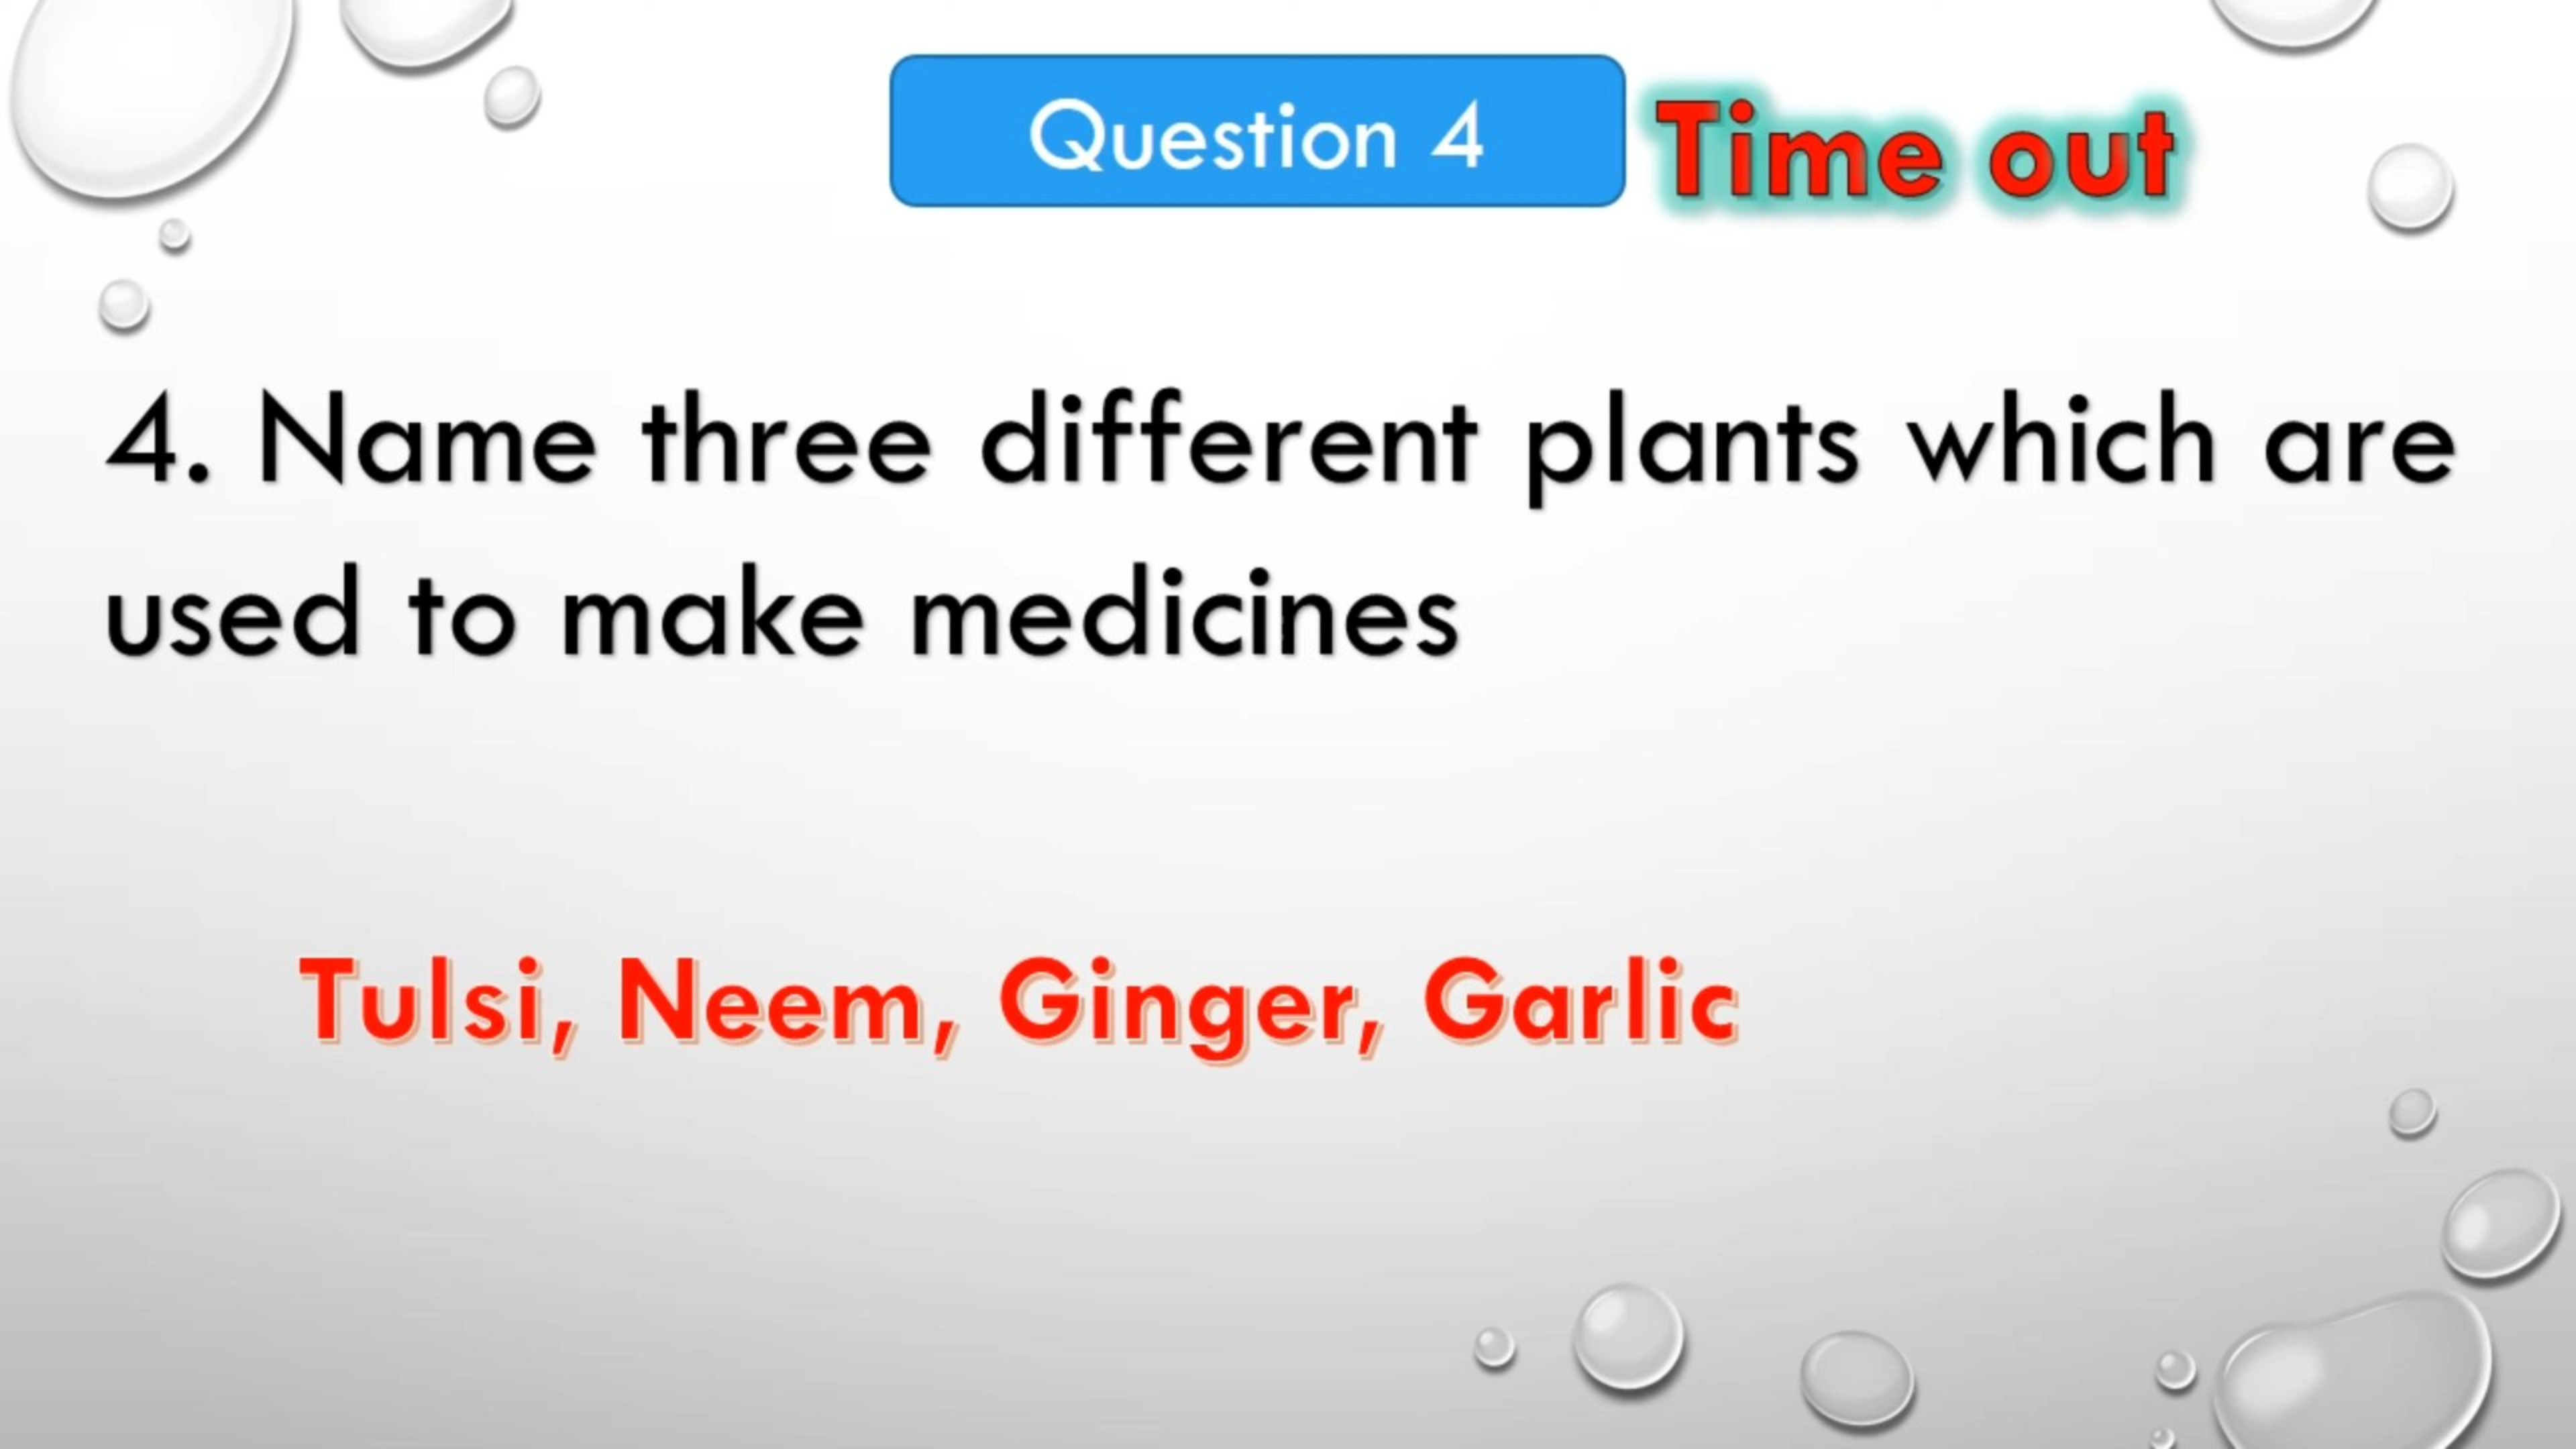 Question 4
Time out
4. Name three different plants which are
used to make medicines
Tulsi, Neem, Ginger, Garlic